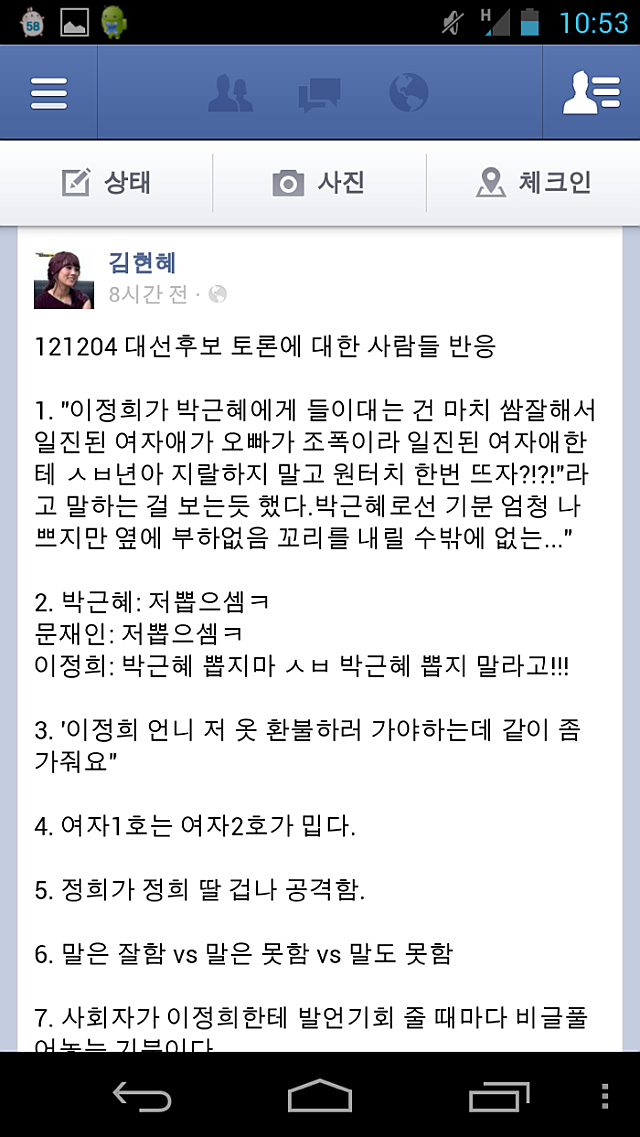 58
H
10:53
상태
사진
체크인
김현혜
8시간 전 ·
121204 대선후보 토론에 대한 사람들 반응
1. "이정희가 박근혜에게 들이대는 건 마치 쌈잘해서
일진된 여자애가 오빠가 조폭이라 일진된 여자애한
테 ㅅㅂ년아 지랄하지 말고 원터치 한번 뜨자?!?!"라
고 말하는 걸 보는듯 했다.박근혜로선 기분 엄청 나
쁘지만 옆에 부하없음 꼬리를 내릴 수밖에 없는..."
2. 박근혜: 저뽑으셈ㅋ
문재인: 저뽑으셈ㅋ
이정희: 박근혜 뽑지마 ㅅㅂ 박근혜 뽑지 말라고!!!
3. '이정희 언니 저 옷 환불하러 가야하는데 같이 좀
가줘요"
4. 여자1호는 여자2호가 밉다.
5. 정희가 정희 딸 겁나 공격함.
6. 말은 잘함 vs 말은 못함 vs 말도 못함
7. 사회자가 이정희한테 발언기회 줄 때마다 비글풀
어놓는 기분이다